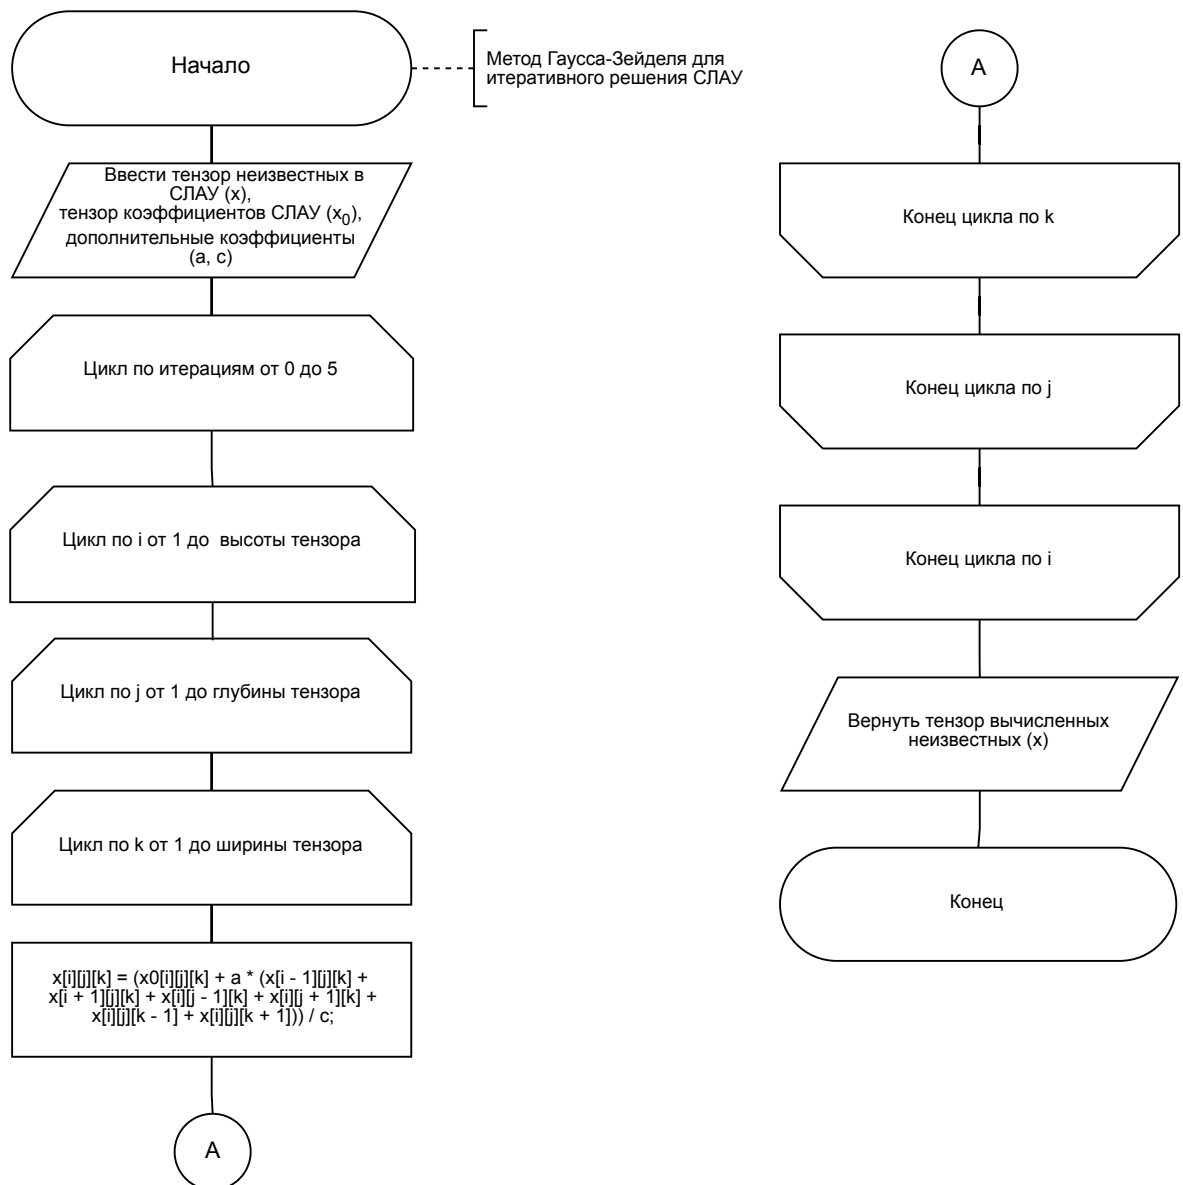 Начало
Метод Гаусса-Зейделя для
итеративного решения СЛАУ
Ввести тензор неизвестных в
СЛАУ (x),
тензор коэффициентов СЛАУ (x0),
дополнительные коэффициенты
(a, c)
Цикл по итерациям от 0 до 5
Цикл по i от 1 до высоты тензора
Цикл по j от 1 до глубины тензора
Цикл по k от 1 до ширины тензора
x[i][j][k] = (x0[i][j][k] + a * (x[i - 1][j][k] +
x[i + 1][j][k] + x[i][j - 1][k] + x[i][j + 1][k] +
x[i][j][k - 1] + x[i][j][k + 1])) / c;
А
А
Конец цикла по k
Конец цикла по j
Конец цикла по i
Вернуть тензор вычисленных
неизвестных (x)
Конец